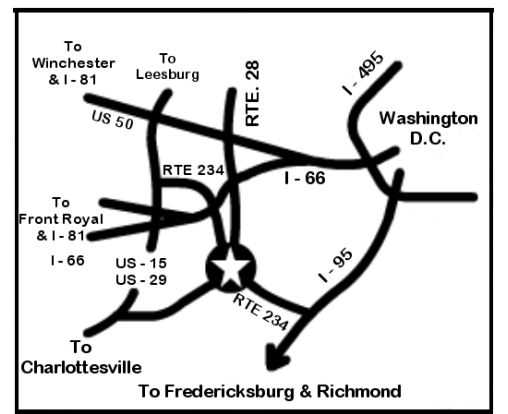 To
Winchester
& I - 81
To
Leesburg
RTE. 28
I - 495
US 50
Washington
D.C.
RTE 234
I - 66
To
Front Royal
& I - 81
I - 66
US - 15
US - 29
I - 95
RTE 234
To
Charlottesville
To Fredericksburg & Richmond